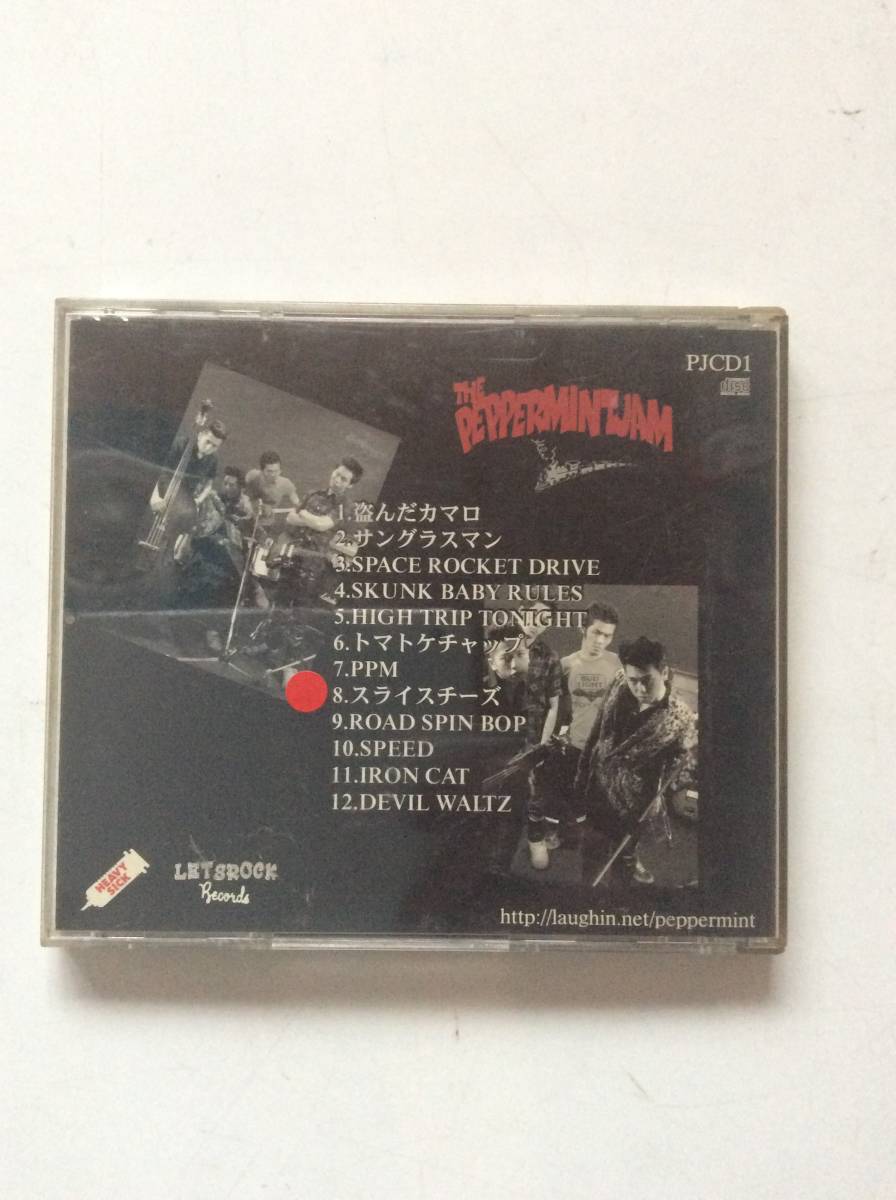 PJCD1
disc
THE
PEPPERMINT JAM
1.盗んだカマロ
2.サングラスマン
3.SPACE ROCKET DRIVE
4.SKUNK BABY RULES
5.HIGH TRIP TONIGHT
6.トマトケチャップ
7.PPM
8.スライスチーズ
9.ROAD SPIN BOP
10.SPEED
11.IRON CAT
12.DEVIL WALTZ
BUD
LIGHT
HEAVY
SICK
LETSROCK
Records
http://laughin.net/peppermint